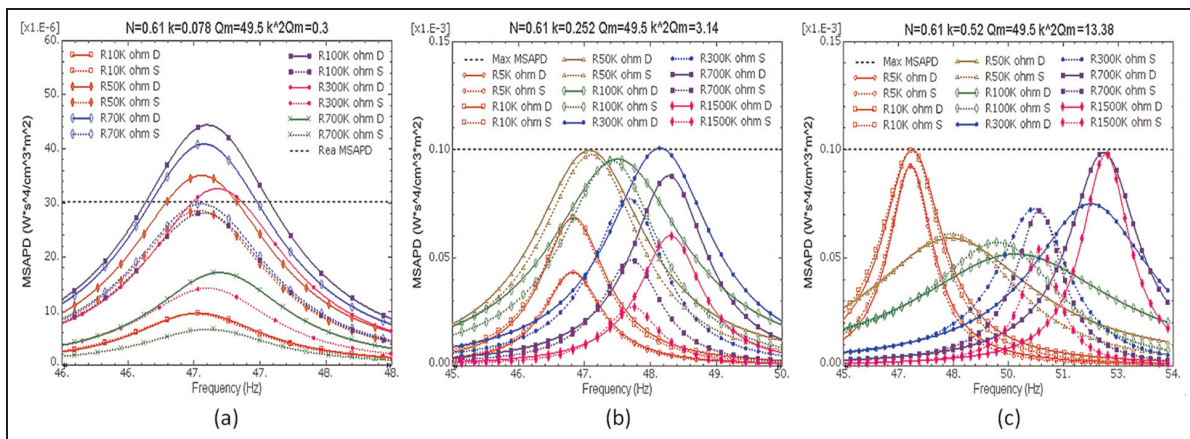 [x1.E-6]
N=0.61 k=0.078 Qm=49.5 k^2Qm=0.3
60.
50.
40.
30.
20.
10.
0.
MSAPD (W*s^4/cm^3*m^2)
R10K ohm D
R10K ohm S
R50K ohm D
R50K ohm S
R70K ohm D
R70K ohm S
R100K ohm D
R100K ohm S
R300K ohm D
R300K ohm S
R700K ohm D
R700K ohm S
Rea MSAPD
46. 46. 47. 47. 48. 48.
Frequency (Hz)
(a)
[x1.E-3]
N=0.61 k=0.252 Qm=49.5 k^2Qm=3.14
0.15
0.10
0.05
0.00
MSAPD (W*s^4/cm^3*m^2)
Max MSAPD
R5K ohm D
R5K ohm S
R10K ohm D
R10K ohm S
R50K ohm D
R50K ohm S
R100K ohm D
R100K ohm S
R300K ohm D
R300K ohm S
R700K ohm D
R700K ohm S
R1500K ohm D
R1500K ohm S
45. 46. 47. 48. 49. 50.
Frequency (Hz)
(b)
[x1.E-3]
N=0.61 k=0.52 Qm=49.5 k^2Qm=13.38
0.15
0.10
0.05
0.00
MSAPD (W*s^4/cm^3*m^2)
Max MSAPD
R5K ohm D
R5K ohm S
R10K ohm D
R10K ohm S
R50K ohm D
R50K ohm S
R100K ohm D
R100K ohm S
R300K ohm D
R300K ohm S
R700K ohm D
R700K ohm S
R1500K ohm D
R1500K ohm S
45. 47. 48. 50. 51. 53. 54.
Frequency (Hz)
(c)